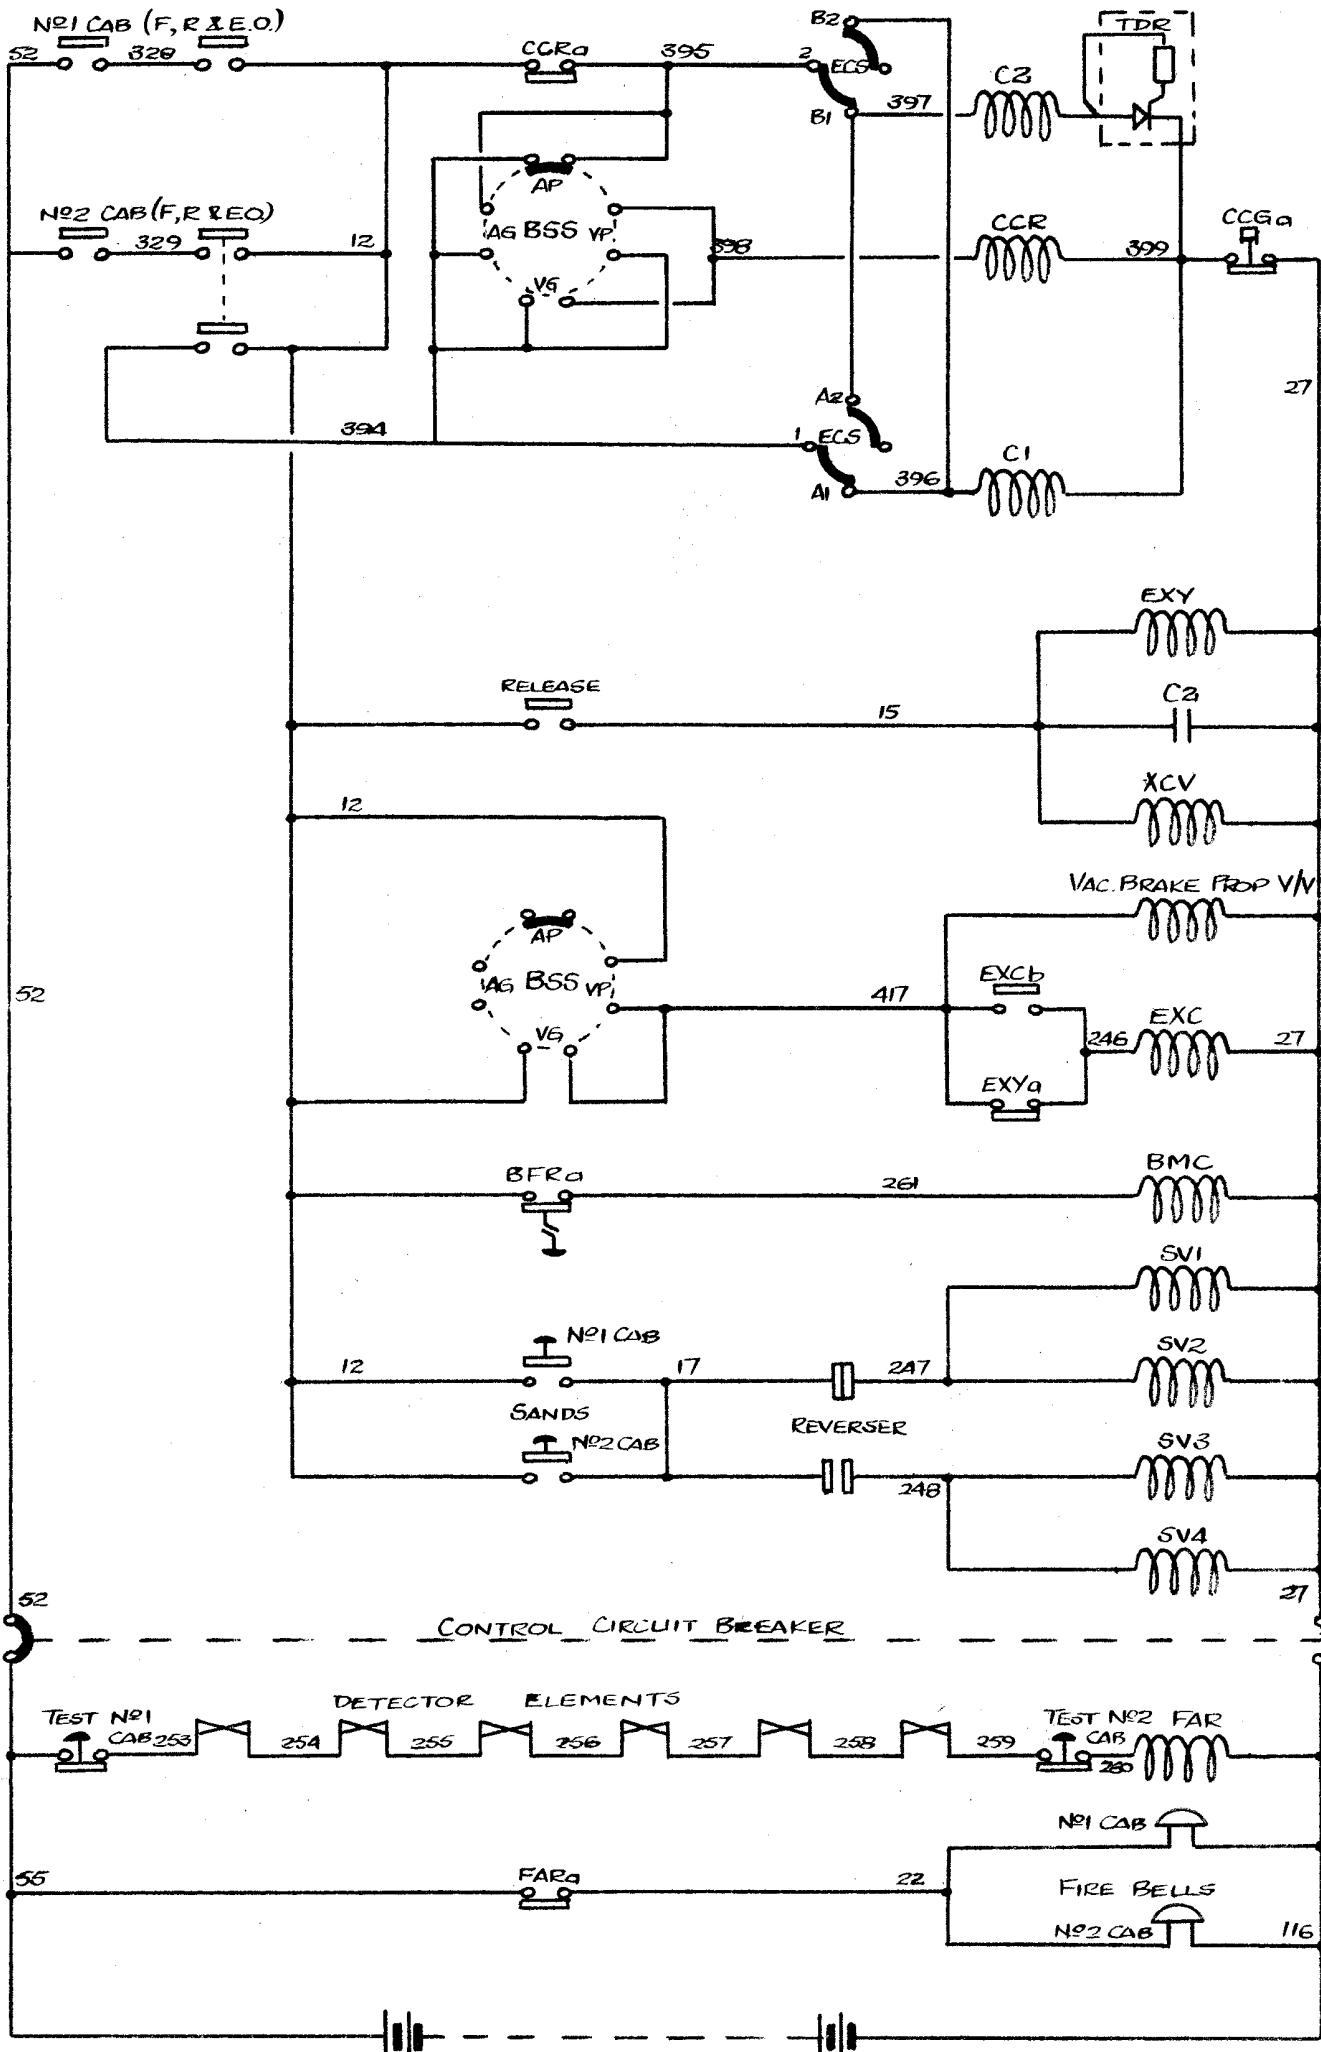 Nº1 CAB (F, R & E.O.)
52
328
CCRa
395
2
B2
ECS
B1
397
C2
TDR
AP
AG BSS VP
VG
398
Nº2 CAB (F, R & E.O)
329
12
CCR
399
CCGa
27
394
A2
1
ECS
A1
396
C1
EXY
RELEASE
15
C2
XCV
12
VAC. BRAKE PROP V/V
AP
AG BSS VP
VG
52
417
EXCb
246
EXC
27
EXYa
BFRa
261
BMC
SV1
Nº1 CAB
12
17
247
SV2
SANDS
REVERSER
Nº2 CAB
248
SV3
SV4
52
27
CONTROL CIRCUIT BREAKER
DETECTOR ELEMENTS
TEST Nº1 CAB
253
254
255
256
257
258
259
TEST Nº2 CAB
260
FAR
Nº1 CAB
55
FARa
22
FIRE BELLS
Nº2 CAB
116